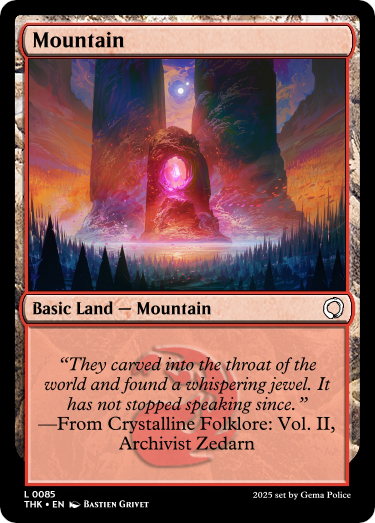 Mountain
Basic Land — Mountain
“They carved into the throat of the
world and found a whispering jewel. It
has not stopped speaking since.”
—From Crystalline Folklore: Vol. II,
Archivist Zedarn
L 0085
THK • EN Bastien Grivet
2025 set by Gema Police